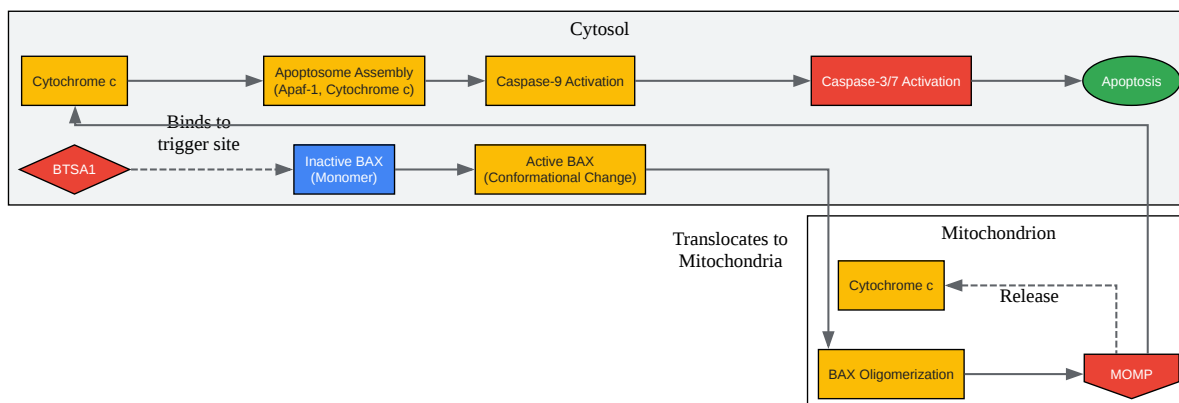 Cytosol
Cytochrome c
Apoptosome Assembly
(Apaf-1, Cytochrome c)
Caspase-9 Activation
Caspase-3/7 Activation
Apoptosis
Binds to
trigger site
BTSA1
Inactive BAX
(Monomer)
Active BAX
(Conformational Change)
Translocates to
Mitochondria
Mitochondrion
Cytochrome c
Release
BAX Oligomerization
MOMP